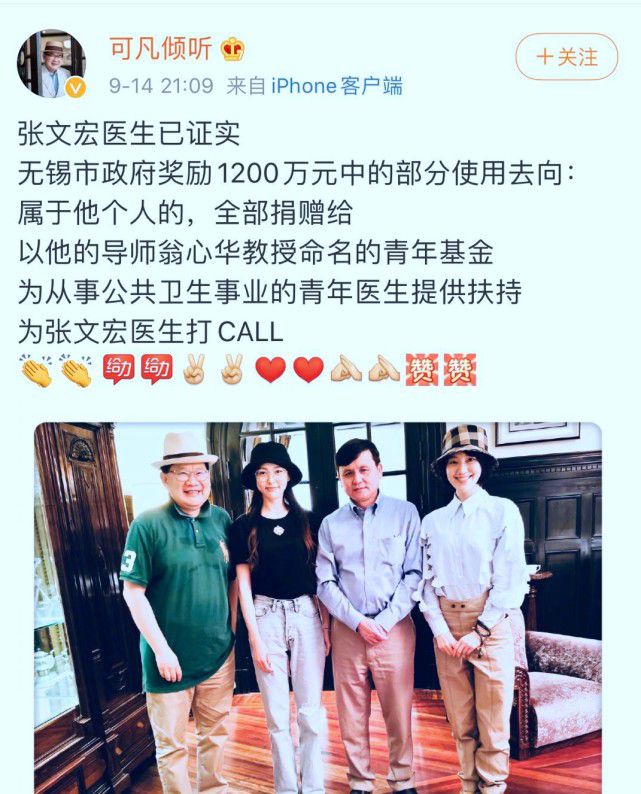 可凡倾听
+关注
9-14 21:09 来自 iPhone客户端
张文宏医生已证实
无锡市政府奖励1200万元中的部分使用去向：
属于他个人的，全部捐赠给
以他的导师翁心华教授命名的青年基金
为从事公共卫生事业的青年医生提供扶持
为张文宏医生打CALL
给力 给力 赞 赞
3